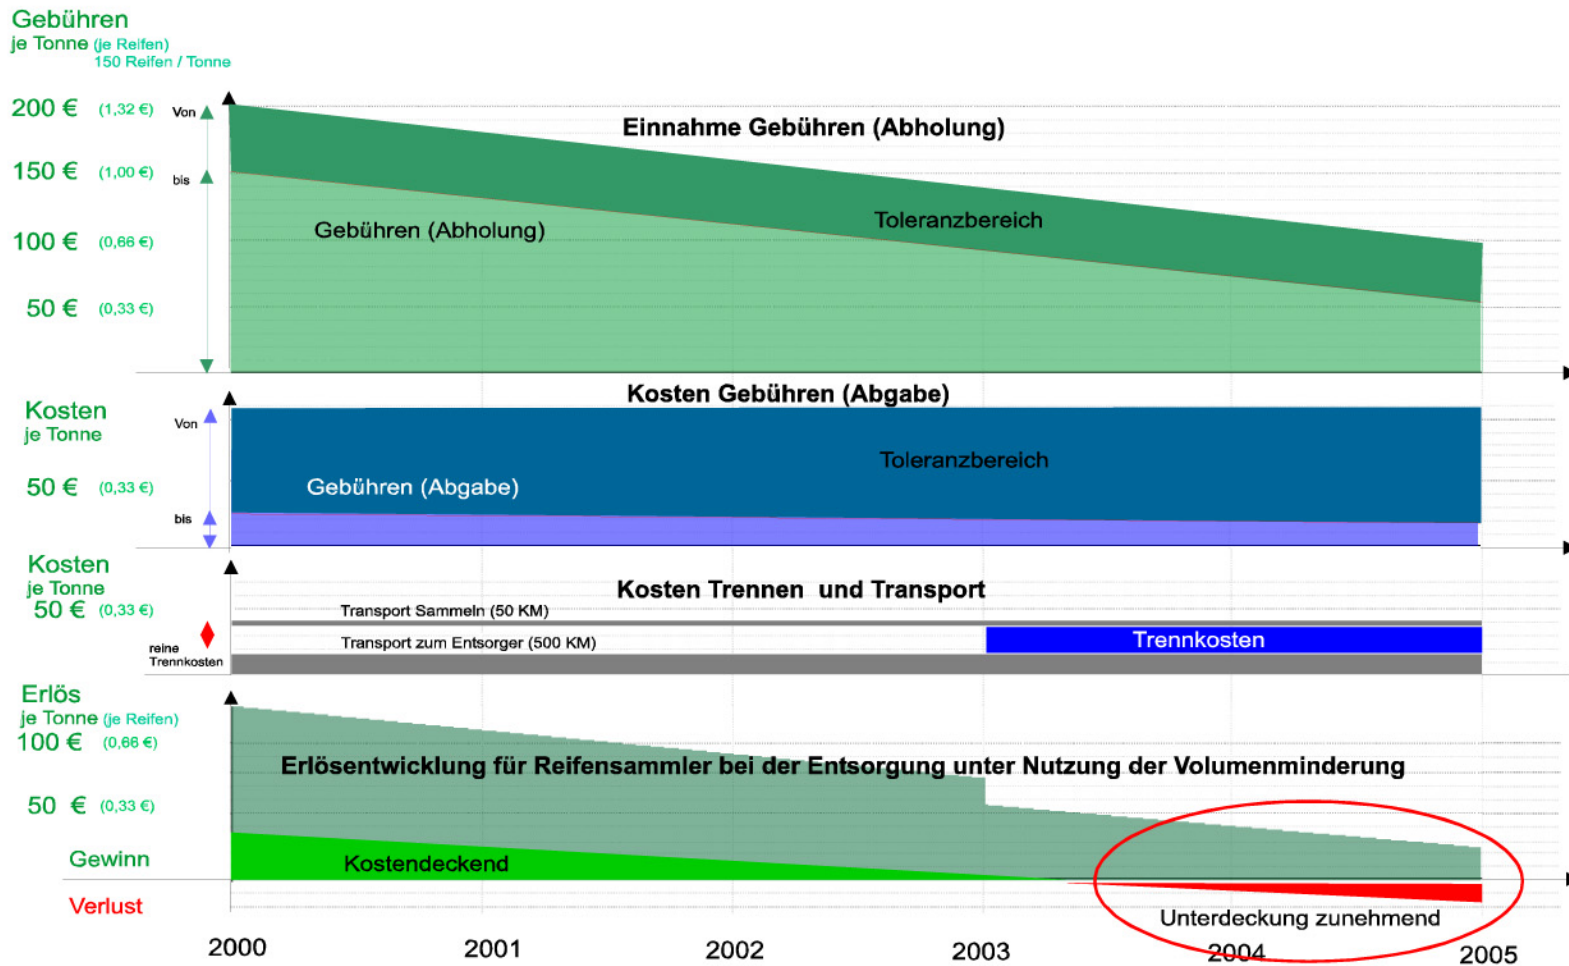 Gebühren
je Tonne (je Reifen)
150 Reifen / Tonne
200 € (1,32 €)
Von
Einnahme Gebühren (Abholung)
150 € (1,00 €)
bis
Toleranzbereich
Gebühren (Abholung)
100 € (0,66 €)
50 € (0,33 €)
Kosten Gebühren (Abgabe)
Kosten
je Tonne
Von
Toleranzbereich
50 € (0,33 €)
Gebühren (Abgabe)
bis
Kosten
je Tonne
Kosten Trennen und Transport
50 € (0,33 €)
Transport Sammeln (50 KM)
reine
Trennkosten
Transport zum Entsorger (500 KM)
Trennkosten
Erlös
je Tonne (je Reifen)
100 € (0,66 €)
Erlösentwicklung für Reifensammler bei der Entsorgung unter Nutzung der Volumenminderung
50 € (0,33 €)
Gewinn
Kostendeckend
Verlust
Unterdeckung zunehmend
2000 2001 2002 2003 2004 2005